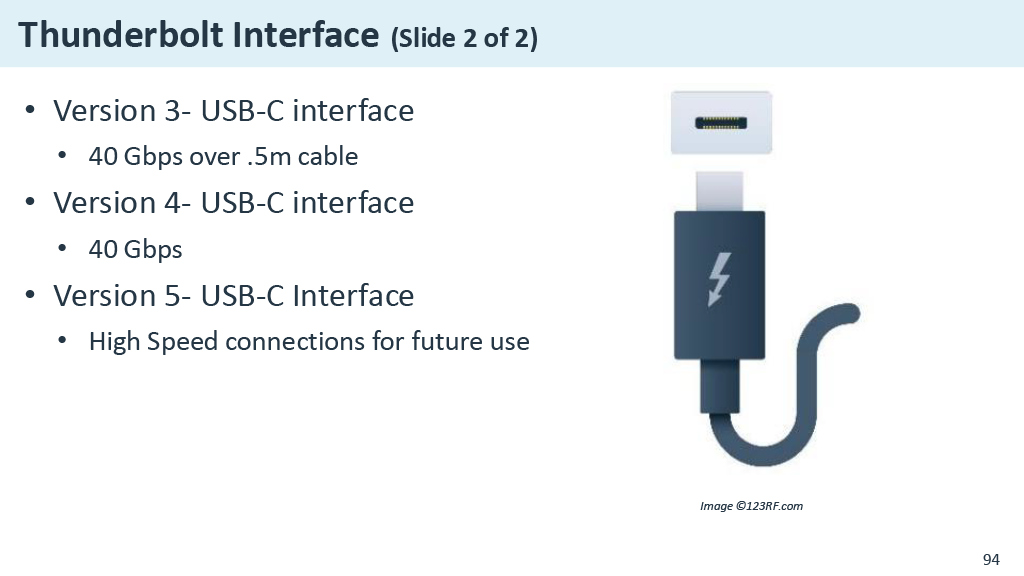 Thunderbolt Interface (Slide 2 of 2)
• Version 3- USB-C interface
• 40 Gbps over .5m cable
• Version 4- USB-C interface
• 40 Gbps
• Version 5- USB-C Interface
• High Speed connections for future use
Image ©123RF.com
94